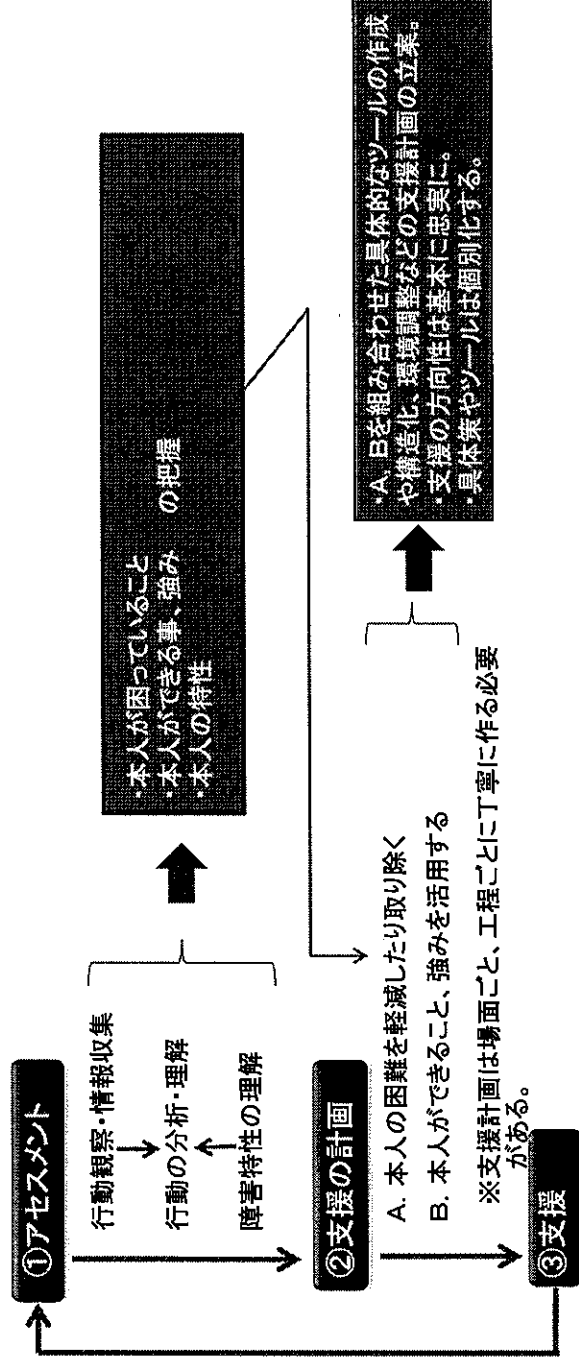 ①アセスメント
行動観察・情報収集
行動の分析・理解
障害特性の理解
・本人が困っていること
・本人ができる事、強み の把握
・本人の特性
②支援の計画
A. 本人の困難を軽減したり取り除く
B. 本人ができること、強みを活用する
※支援計画は場面ごと、工程ごとに丁寧に作る必要
がある。
・A, Bを組み合わせた具体的なツールの作成
や構造化、環境調整などの支援計画の立案。
・支援の方向性は基本に忠実に。
・具体策やツールは個別化する。
③支援